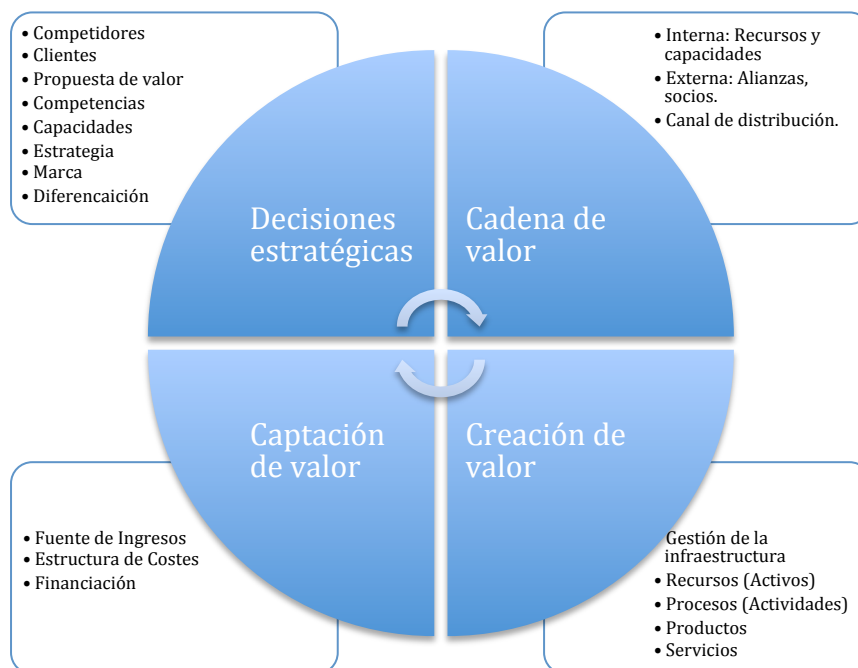 • Competidores
• Clientes
• Propuesta de valor
• Competencias
• Capacidades
• Estrategia
• Marca
• Diferencaición
• Interna: Recursos y
capacidades
• Externa: Alianzas,
socios.
• Canal de distribución.
Decisiones
estratégicas
Cadena de
valor
Captación
de valor
Creación de
valor
• Fuente de Ingresos
• Estructura de Costes
• Financiación
Gestión de la
infraestructura
• Recursos (Activos)
• Procesos (Actividades)
• Productos
• Servicios